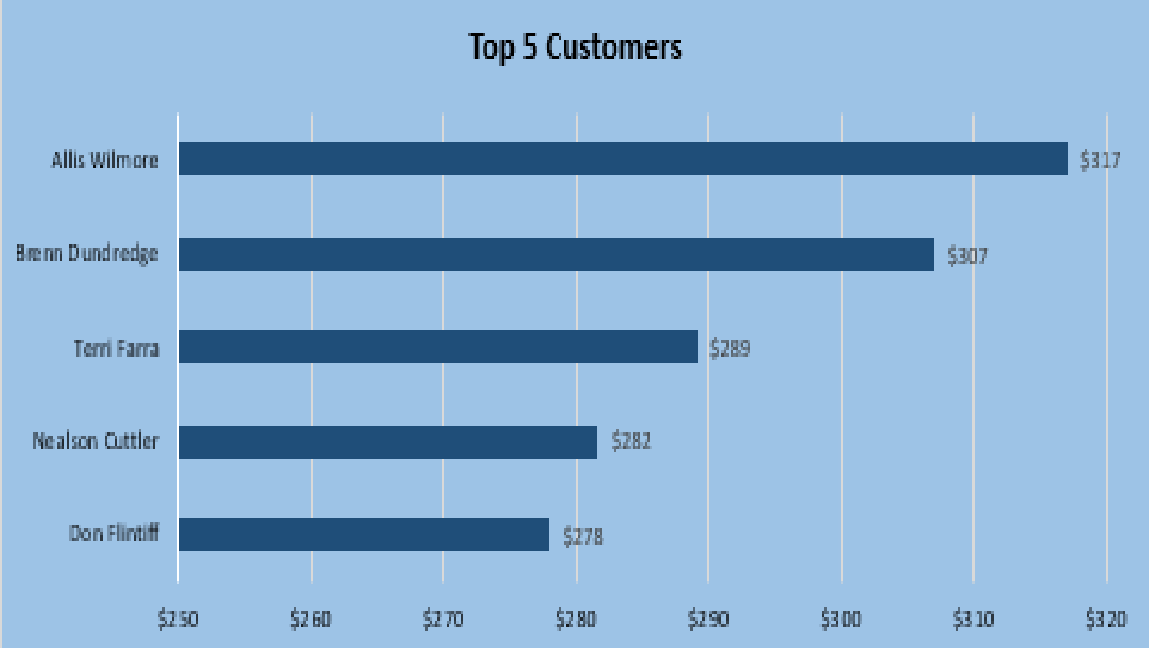 Top 5 Customers
Allis Wilmore $317
Brenn Dundredge $307
Terri Farra $289
Nealson Cuttler $282
Don Flintiff $278
$250 $260 $270 $280 $290 $300 $310 $320